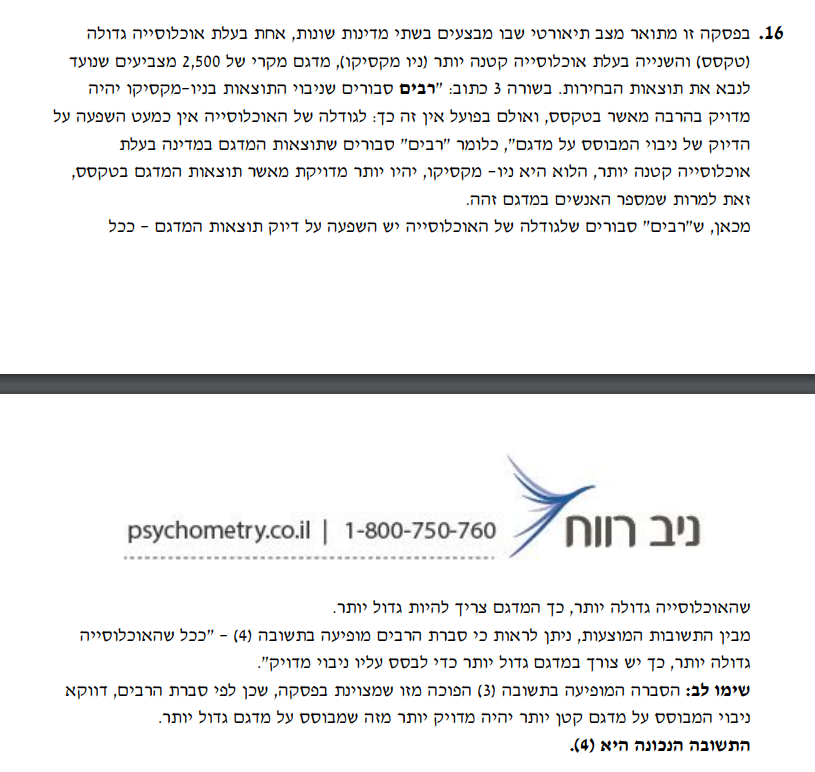 16. בפסקה זו מתואר מצב תיאורטי שבו מבצעים בשתי מדינות שונות, אחת בעלת אוכלוסייה גדולה
(טקסס) והשנייה בעלת אוכלוסייה קטנה יותר (ניו מקסיקו), מדגם מקרי של 2,500 מצביעים שנועד
לנבא את תוצאות הבחירות. בשורה 3 כתוב: "רבים סבורים שניבוי התוצאות בניו-מקסיקו יהיה
מדויק בהרבה מאשר בטקסס, ואולם בפועל אין זה כך: לגודלה של האוכלוסייה אין כמעט השפעה על
הדיוק של ניבוי המבוסס על מדגם", כלומר "רבים" סבורים שתוצאות המדגם במדינה בעלת
אוכלוסייה קטנה יותר, הלוא היא ניו- מקסיקו, יהיו יותר מדויקת מאשר תוצאות המדגם בטקסס,
זאת למרות שמספר האנשים במדגם זהה.
מכאן, ש"רבים" סבורים שלגודלה של האוכלוסייה יש השפעה על דיוק תוצאות המדגם - ככל
ניב רווח
psychometry.co.il | 1-800-750-760
שהאוכלוסייה גדולה יותר, כך המדגם צריך להיות גדול יותר.
מבין התשובות המוצעות, ניתן לראות כי סברת הרבים מופיעה בתשובה (4) - "ככל שהאוכלוסייה
גדולה יותר, כך יש צורך במדגם גדול יותר כדי לבסס עליו ניבוי מדויק".
שימו לב: הסברה המופיעה בתשובה (3) הפוכה מזו שמצוינת בפסקה, שכן לפי סברת הרבים, דווקא
ניבוי המבוסס על מדגם קטן יותר יהיה מדויק יותר מזה שמבוסס על מדגם גדול יותר.
התשובה הנכונה היא (4).